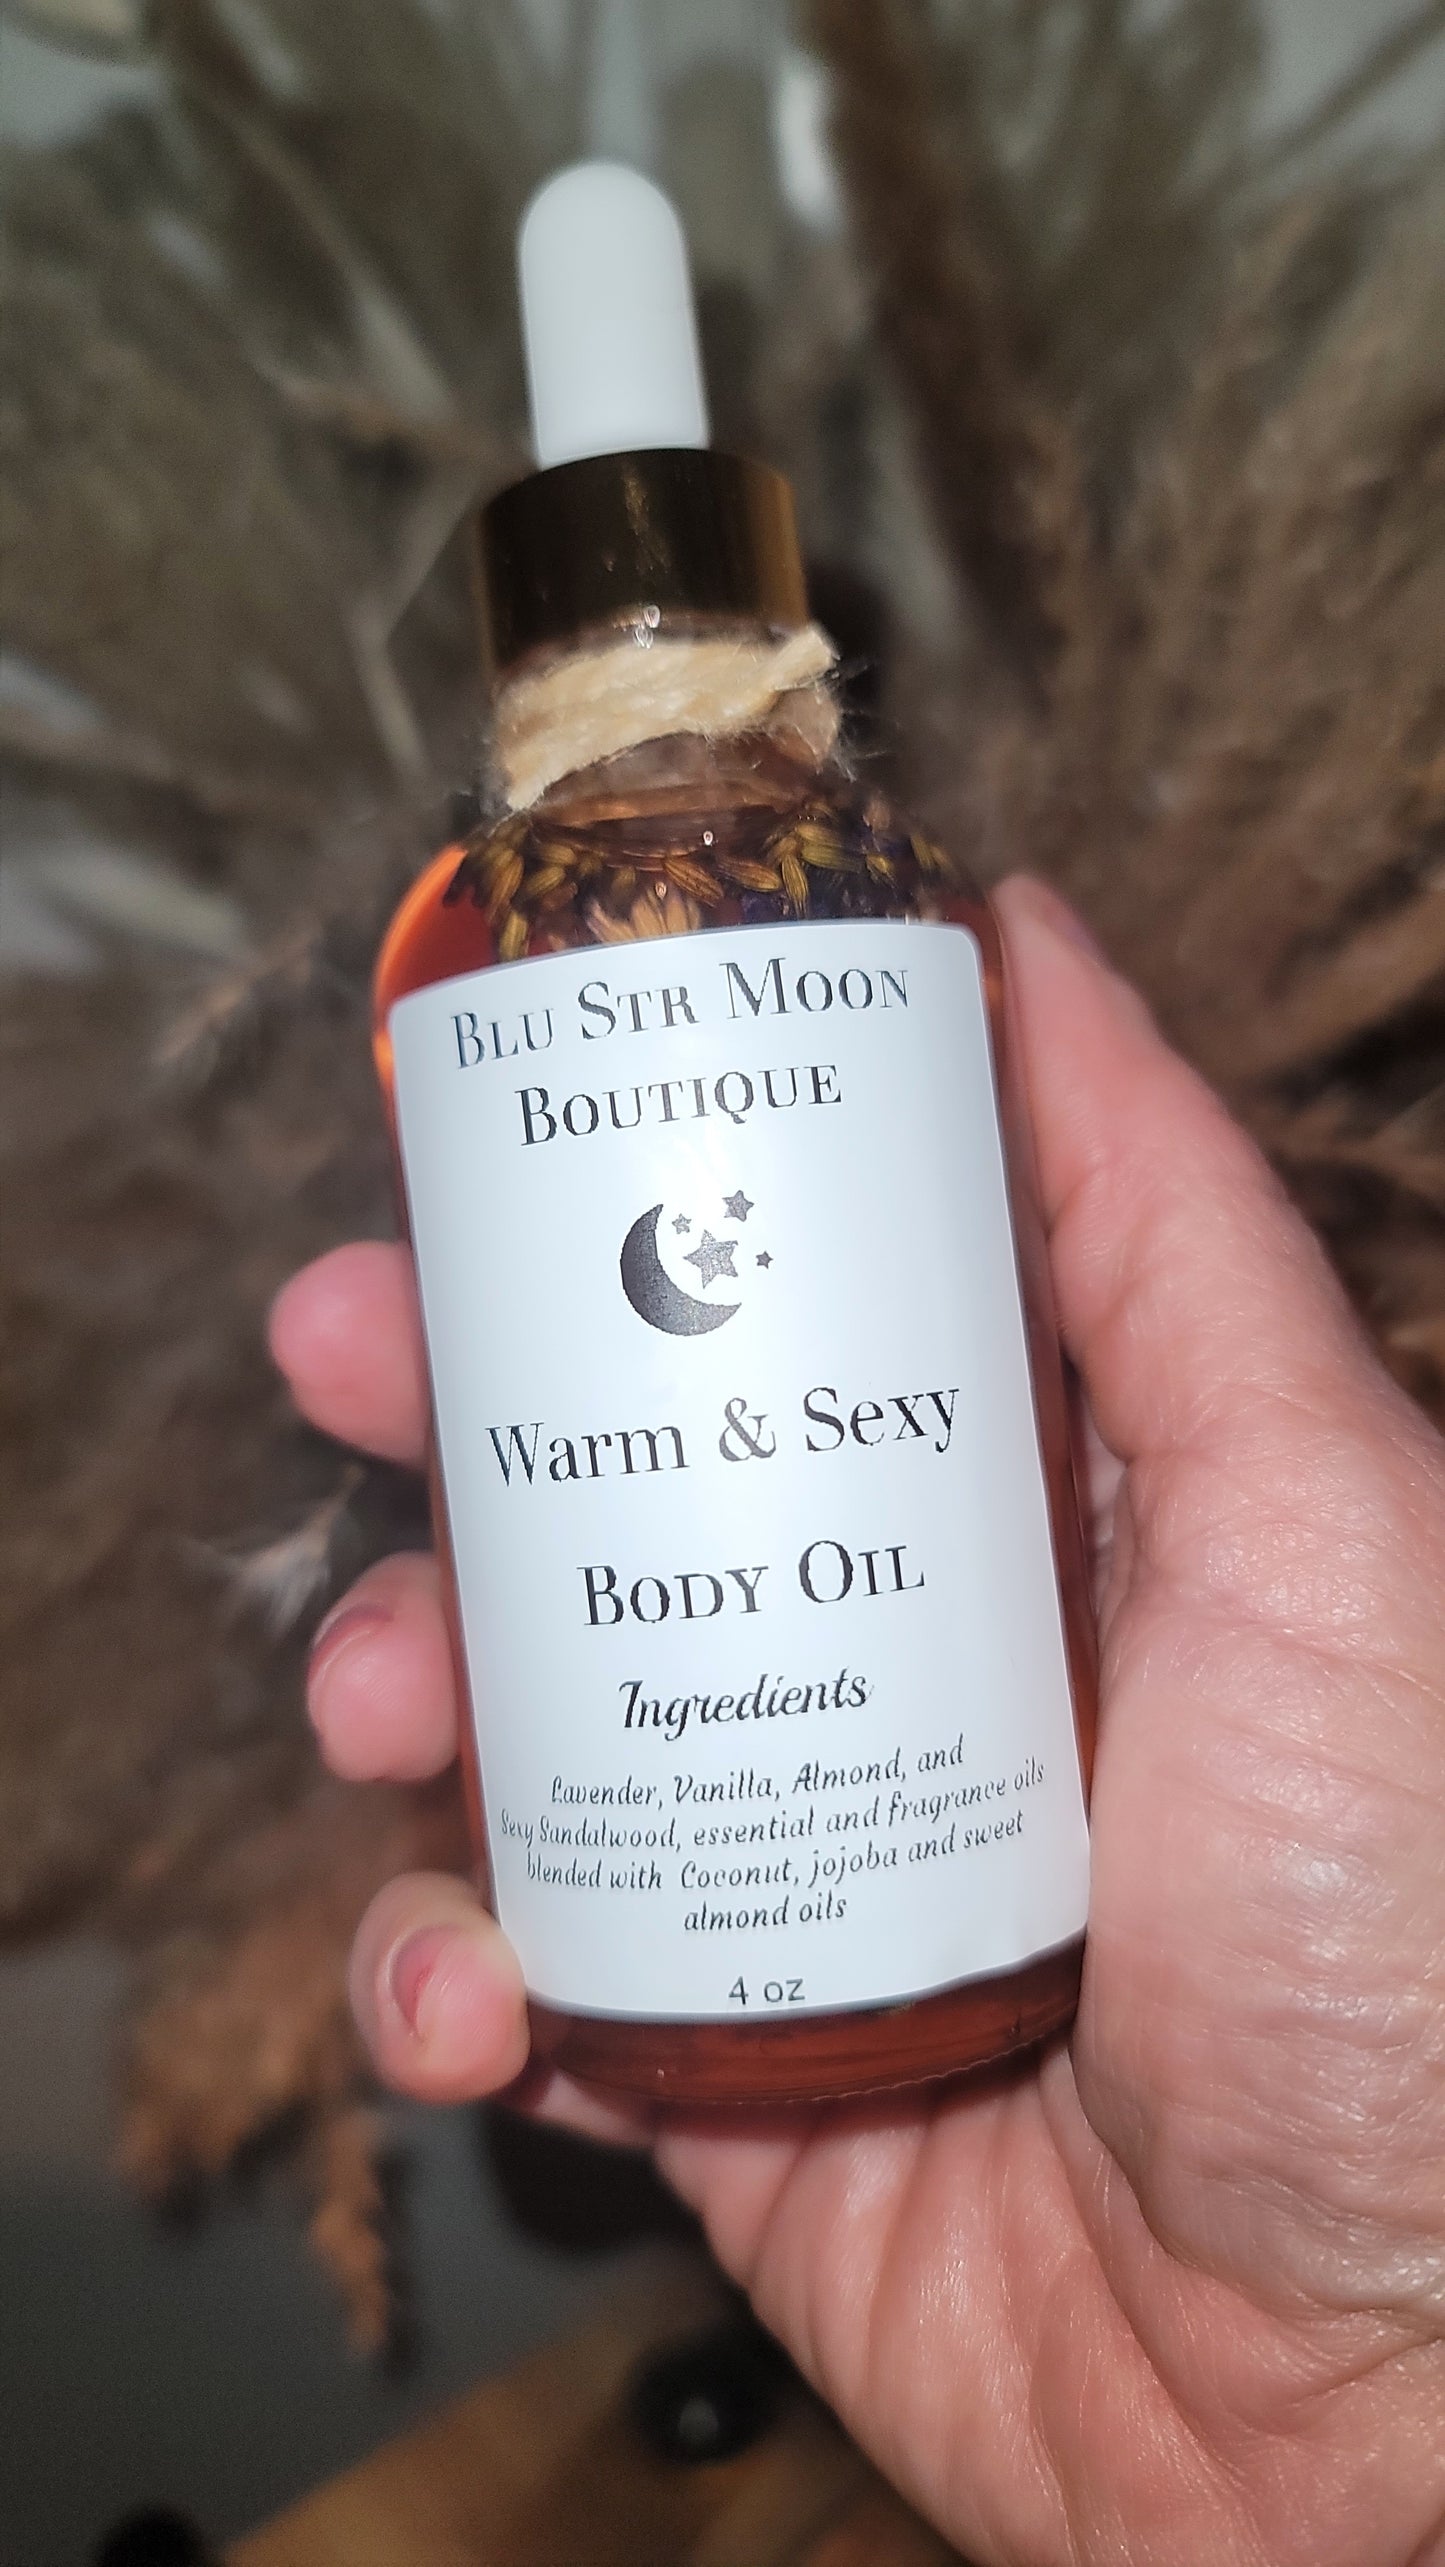 Blu Str Moon
Boutique
Warm & Sexy
Body Oil
Ingredients
Lavender, Vanilla, Almond, and
Sexy Sandalwood, essential and fragrance oils
blended with Coconut, jojoba and sweet
almond oils
4 oz